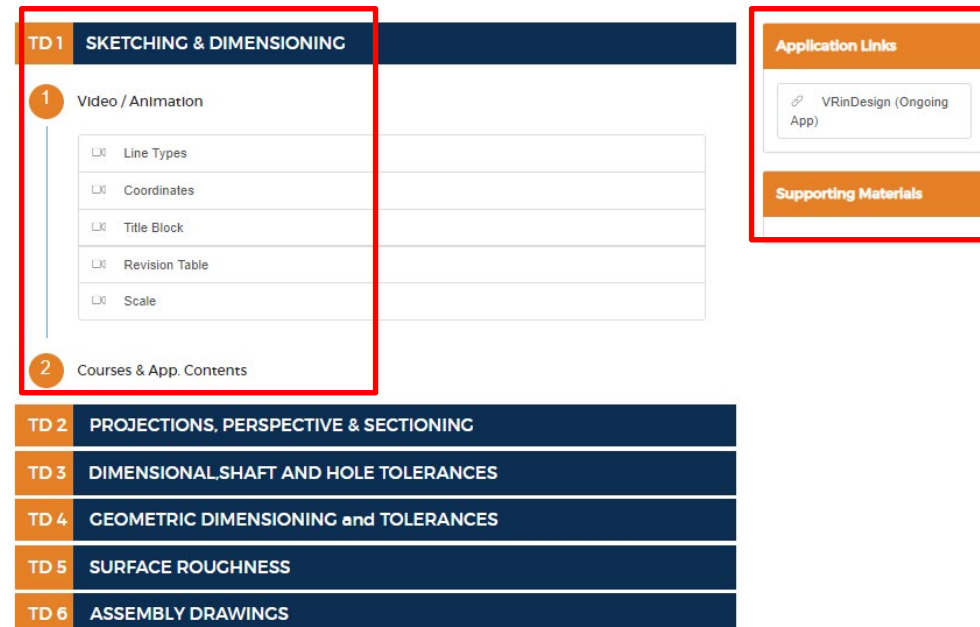 TD 1 SKETCHING & DIMENSIONING
1 Video / Animation
Line Types
Coordinates
Title Block
Revision Table
Scale
2 Courses & App. Contents
TD 2 PROJECTIONS, PERSPECTIVE & SECTIONING
TD 3 DIMENSIONAL,SHAFT AND HOLE TOLERANCES
TD 4 GEOMETRIC DIMENSIONING and TOLERANCES
TD 5 SURFACE ROUGHNESS
TD 6 ASSEMBLY DRAWINGS
Application Links
VRinDesign (Ongoing
App)
Supporting Materials